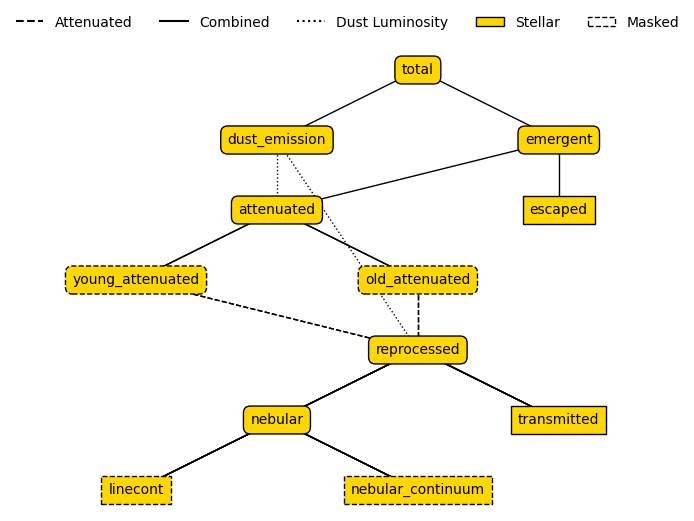 Attenuated Combined Dust Luminosity Stellar Masked
total
dust_emission emergent
attenuated escaped
young_attenuated old_attenuated
reprocessed
nebular transmitted
linecont nebular_continuum